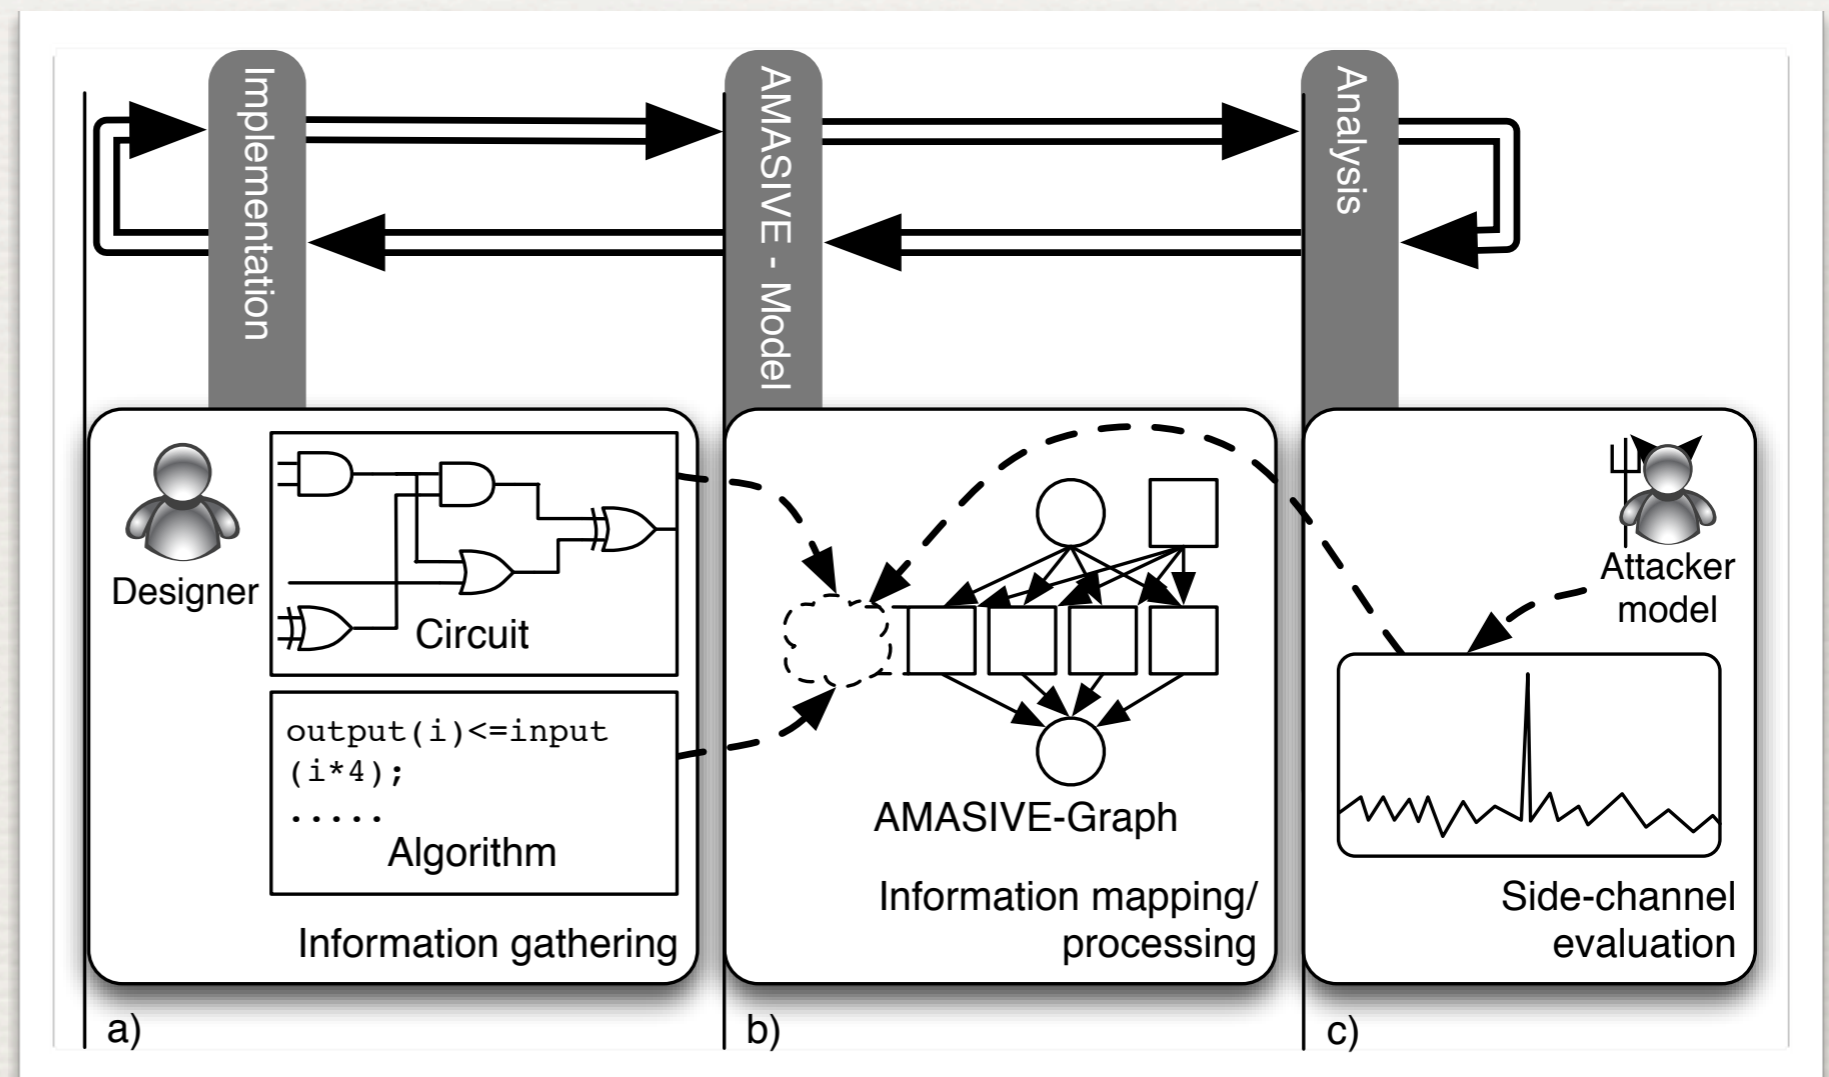 Implementation
AMASIVE - Model
Analysis
Designer
Circuit
output(i)<=input
(i*4);
.....
Algorithm
Information gathering
a)
AMASIVE-Graph
Information mapping/
processing
b)
Attacker
model
Side-channel
evaluation
c)